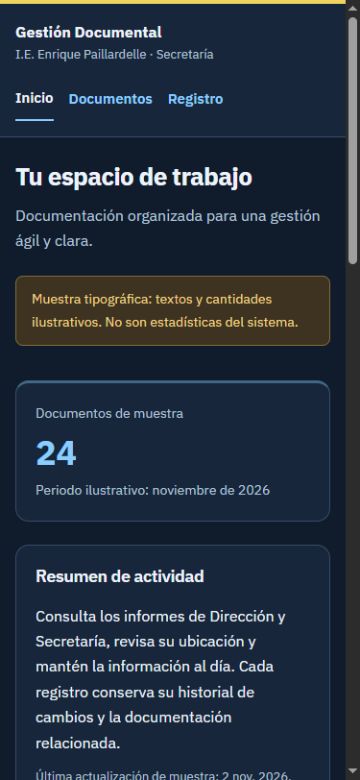 Gestión Documental
I.E. Enrique Paillardelle · Secretaría
Inicio Documentos Registro
Tu espacio de trabajo
Documentación organizada para una gestión
ágil y clara.
Muestra tipográfica: textos y cantidades
ilustrativos. No son estadísticas del sistema.
Documentos de muestra
24
Periodo ilustrativo: noviembre de 2026
Resumen de actividad
Consulta los informes de Dirección y
Secretaría, revisa su ubicación y
mantén la información al día. Cada
registro conserva su historial de
cambios y la documentación
relacionada.
Última actualización de muestra: 2 nov. 2026.